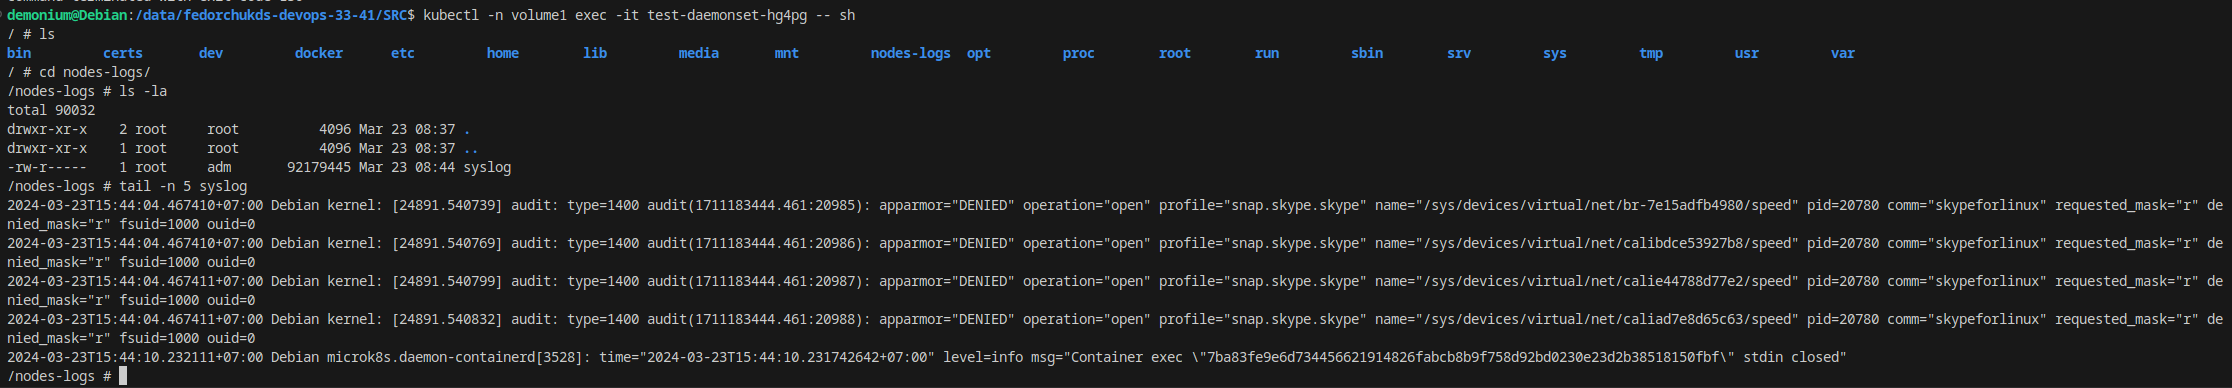 demonium@Debian:/data/fedorchukds-devops-33-41/SRC$ kubectl -n volume1 exec -it test-daemonset-hg4pg -- sh
/ # ls
bin certs dev docker etc home lib media mnt nodes-logs opt proc root run sbin srv sys tmp usr var
/ # cd nodes-logs/
/nodes-logs # ls -la
total 90032
drwxr-xr-x 2 root root 4096 Mar 23 08:37 .
drwxr-xr-x 1 root root 4096 Mar 23 08:37 ..
-rw-r----- 1 root adm 92179445 Mar 23 08:44 syslog
/nodes-logs # tail -n 5 syslog
2024-03-23T15:44:04.467410+07:00 Debian kernel: [24891.540739] audit: type=1400 audit(1711183444.461:20985): apparmor="DENIED" operation="open" profile="snap.skype.skype" name="/sys/devices/virtual/net/br-7e15adfb4980/speed" pid=20780 comm="skypeforlinux" requested_mask="r" de
nied_mask="r" fsuid=1000 ouid=0
2024-03-23T15:44:04.467410+07:00 Debian kernel: [24891.540769] audit: type=1400 audit(1711183444.461:20986): apparmor="DENIED" operation="open" profile="snap.skype.skype" name="/sys/devices/virtual/net/calibdce53927b8/speed" pid=20780 comm="skypeforlinux" requested_mask="r" de
nied_mask="r" fsuid=1000 ouid=0
2024-03-23T15:44:04.467411+07:00 Debian kernel: [24891.540799] audit: type=1400 audit(1711183444.461:20987): apparmor="DENIED" operation="open" profile="snap.skype.skype" name="/sys/devices/virtual/net/calie44788d77e2/speed" pid=20780 comm="skypeforlinux" requested_mask="r" de
nied_mask="r" fsuid=1000 ouid=0
2024-03-23T15:44:04.467411+07:00 Debian kernel: [24891.540832] audit: type=1400 audit(1711183444.461:20988): apparmor="DENIED" operation="open" profile="snap.skype.skype" name="/sys/devices/virtual/net/caliad7e8d65c63/speed" pid=20780 comm="skypeforlinux" requested_mask="r" de
nied_mask="r" fsuid=1000 ouid=0
2024-03-23T15:44:10.232111+07:00 Debian microk8s.daemon-containerd[3528]: time="2024-03-23T15:44:10.231742642+07:00" level=info msg="Container exec \"7ba83fe9e6d734456621914826fabcb8b9f758d92bd0230e23d2b38518150fbf\" stdin closed"
/nodes-logs #